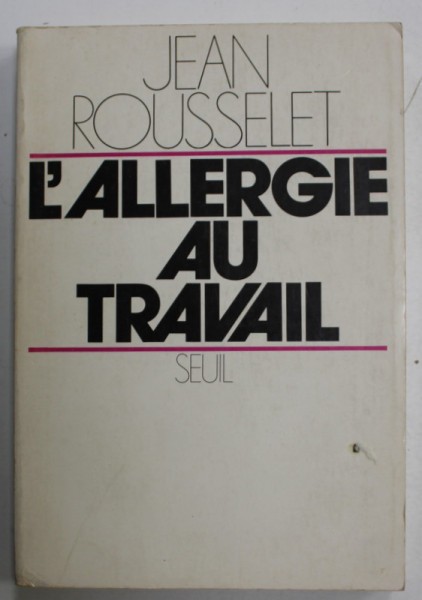 JEAN
ROUSSELET
L'ALLERGIE
AU
TRAVAIL
SEUIL